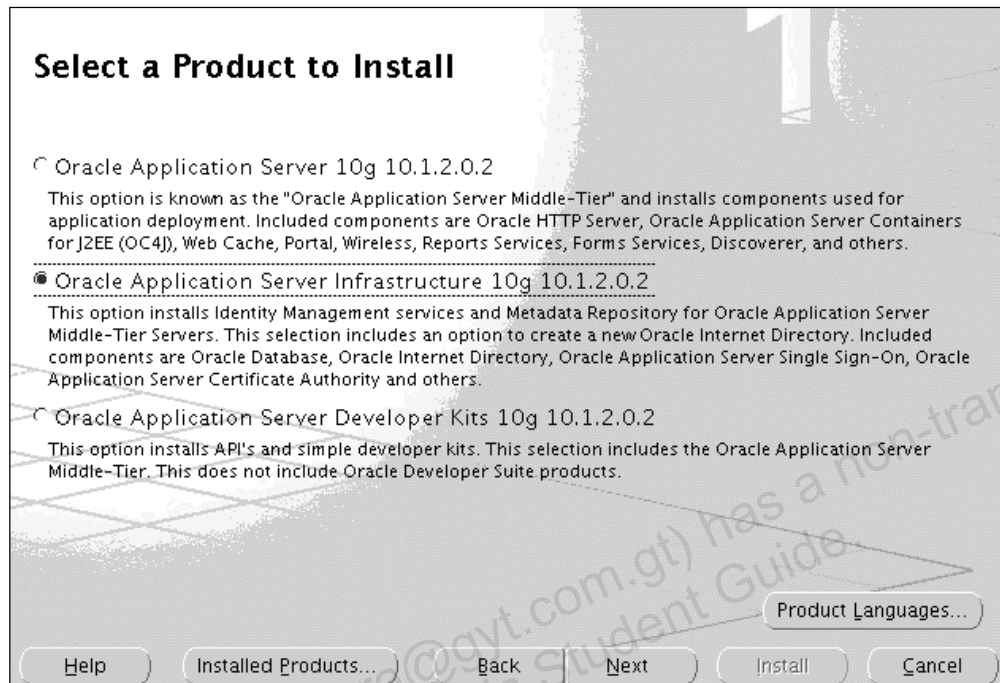 Select a Product to Install
Oracle Application Server 10g 10.1.2.0.2
This option is known as the "Oracle Application Server Middle-Tier" and installs components used for
application deployment. Included components are Oracle HTTP Server, Oracle Application Server Containers
for J2EE (OC4J), Web Cache, Portal, Wireless, Reports Services, Forms Services, Discoverer, and others.
Oracle Application Server Infrastructure 10g 10.1.2.0.2
This option installs Identity Management services and Metadata Repository for Oracle Application Server
Middle-Tier Servers. This selection includes an option to create a new Oracle Internet Directory. Included
components are Oracle Database, Oracle Internet Directory, Oracle Application Server Single Sign-On, Oracle
Application Server Certificate Authority and others.
Oracle Application Server Developer Kits 10g 10.1.2.0.2
This option installs API's and simple developer kits. This selection includes the Oracle Application Server
Middle-Tier. This does not include Oracle Developer Suite products.
has a non-tran
@gyt.com.gt)
Student Guide.
Product Languages...
Help
Installed Products...
Back
Next
Install
Cancel